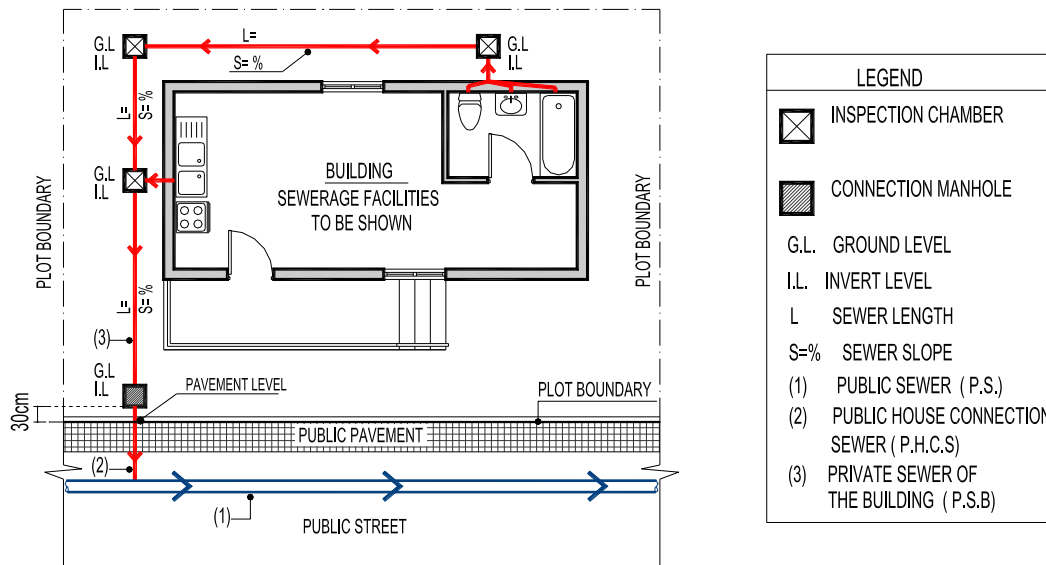 G.L
I.L
L=
S= %
G.L
I.L
L=
S= %
G.L
I.L
BUILDING
SEWERAGE FACILITIES
TO BE SHOWN
PLOT BOUNDARY
PLOT BOUNDARY
L=
S= %
(3)
G.L
I.L
PAVEMENT LEVEL
PLOT BOUNDARY
30cm
PUBLIC PAVEMENT
(2)
(1)
PUBLIC STREET
LEGEND
INSPECTION CHAMBER
CONNECTION MANHOLE
G.L. GROUND LEVEL
I.L. INVERT LEVEL
L SEWER LENGTH
S=% SEWER SLOPE
(1) PUBLIC SEWER ( P.S.)
(2) PUBLIC HOUSE CONNECTION
SEWER ( P.H.C.S)
(3) PRIVATE SEWER OF
THE BUILDING ( P.S.B)